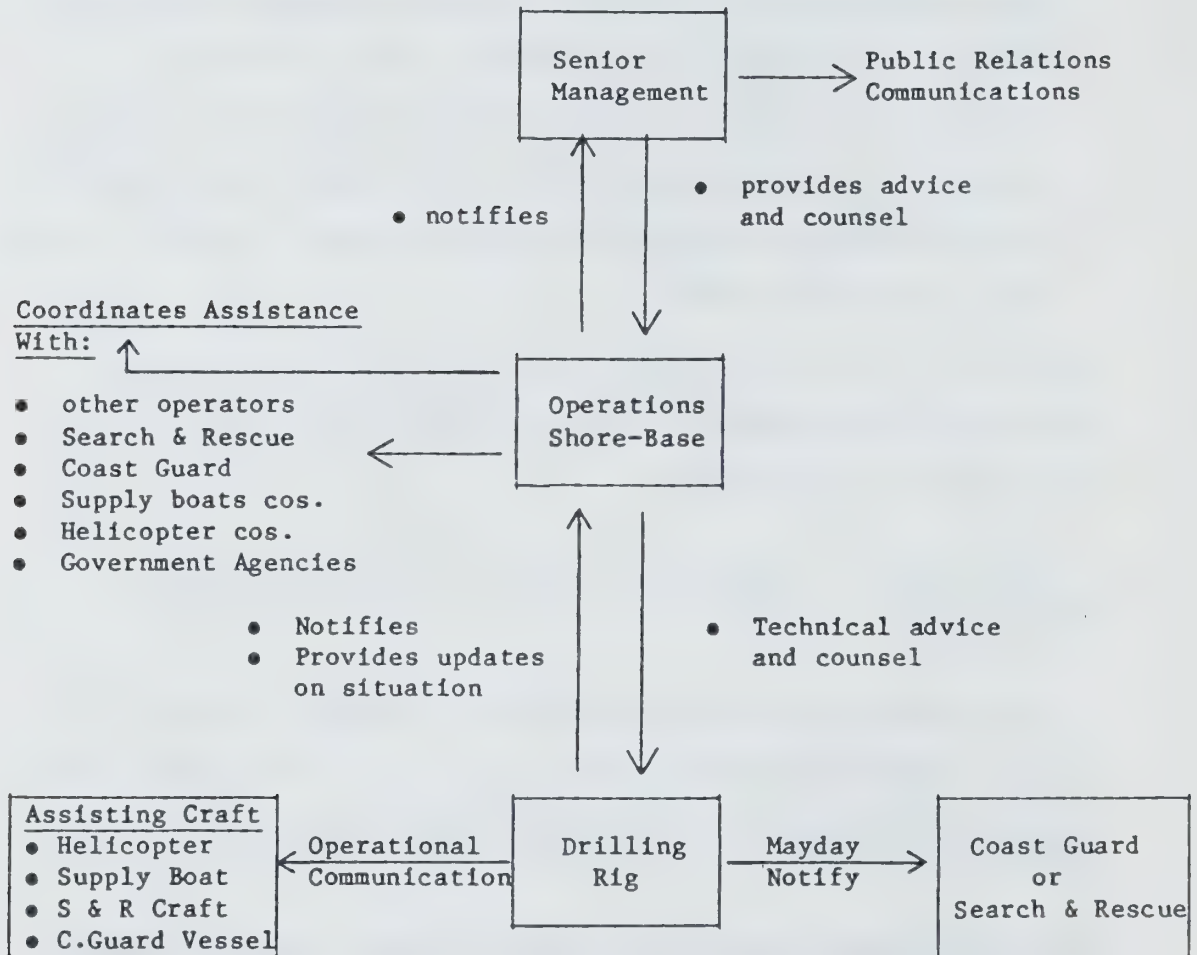 Senior
Management
Public Relations
Communications
• notifies
• provides advice
and counsel
Coordinates Assistance
With:
• other operators
• Search & Rescue
• Coast Guard
• Supply boats cos.
• Helicopter cos.
• Government Agencies
Operations
Shore-Base
• Notifies
• Provides updates
on situation
• Technical advice
and counsel
Assisting Craft
• Helicopter
• Supply Boat
• S & R Craft
• C.Guard Vessel
Operational
Communication
Drilling
Rig
Mayday
Notify
Coast Guard
or
Search & Rescue